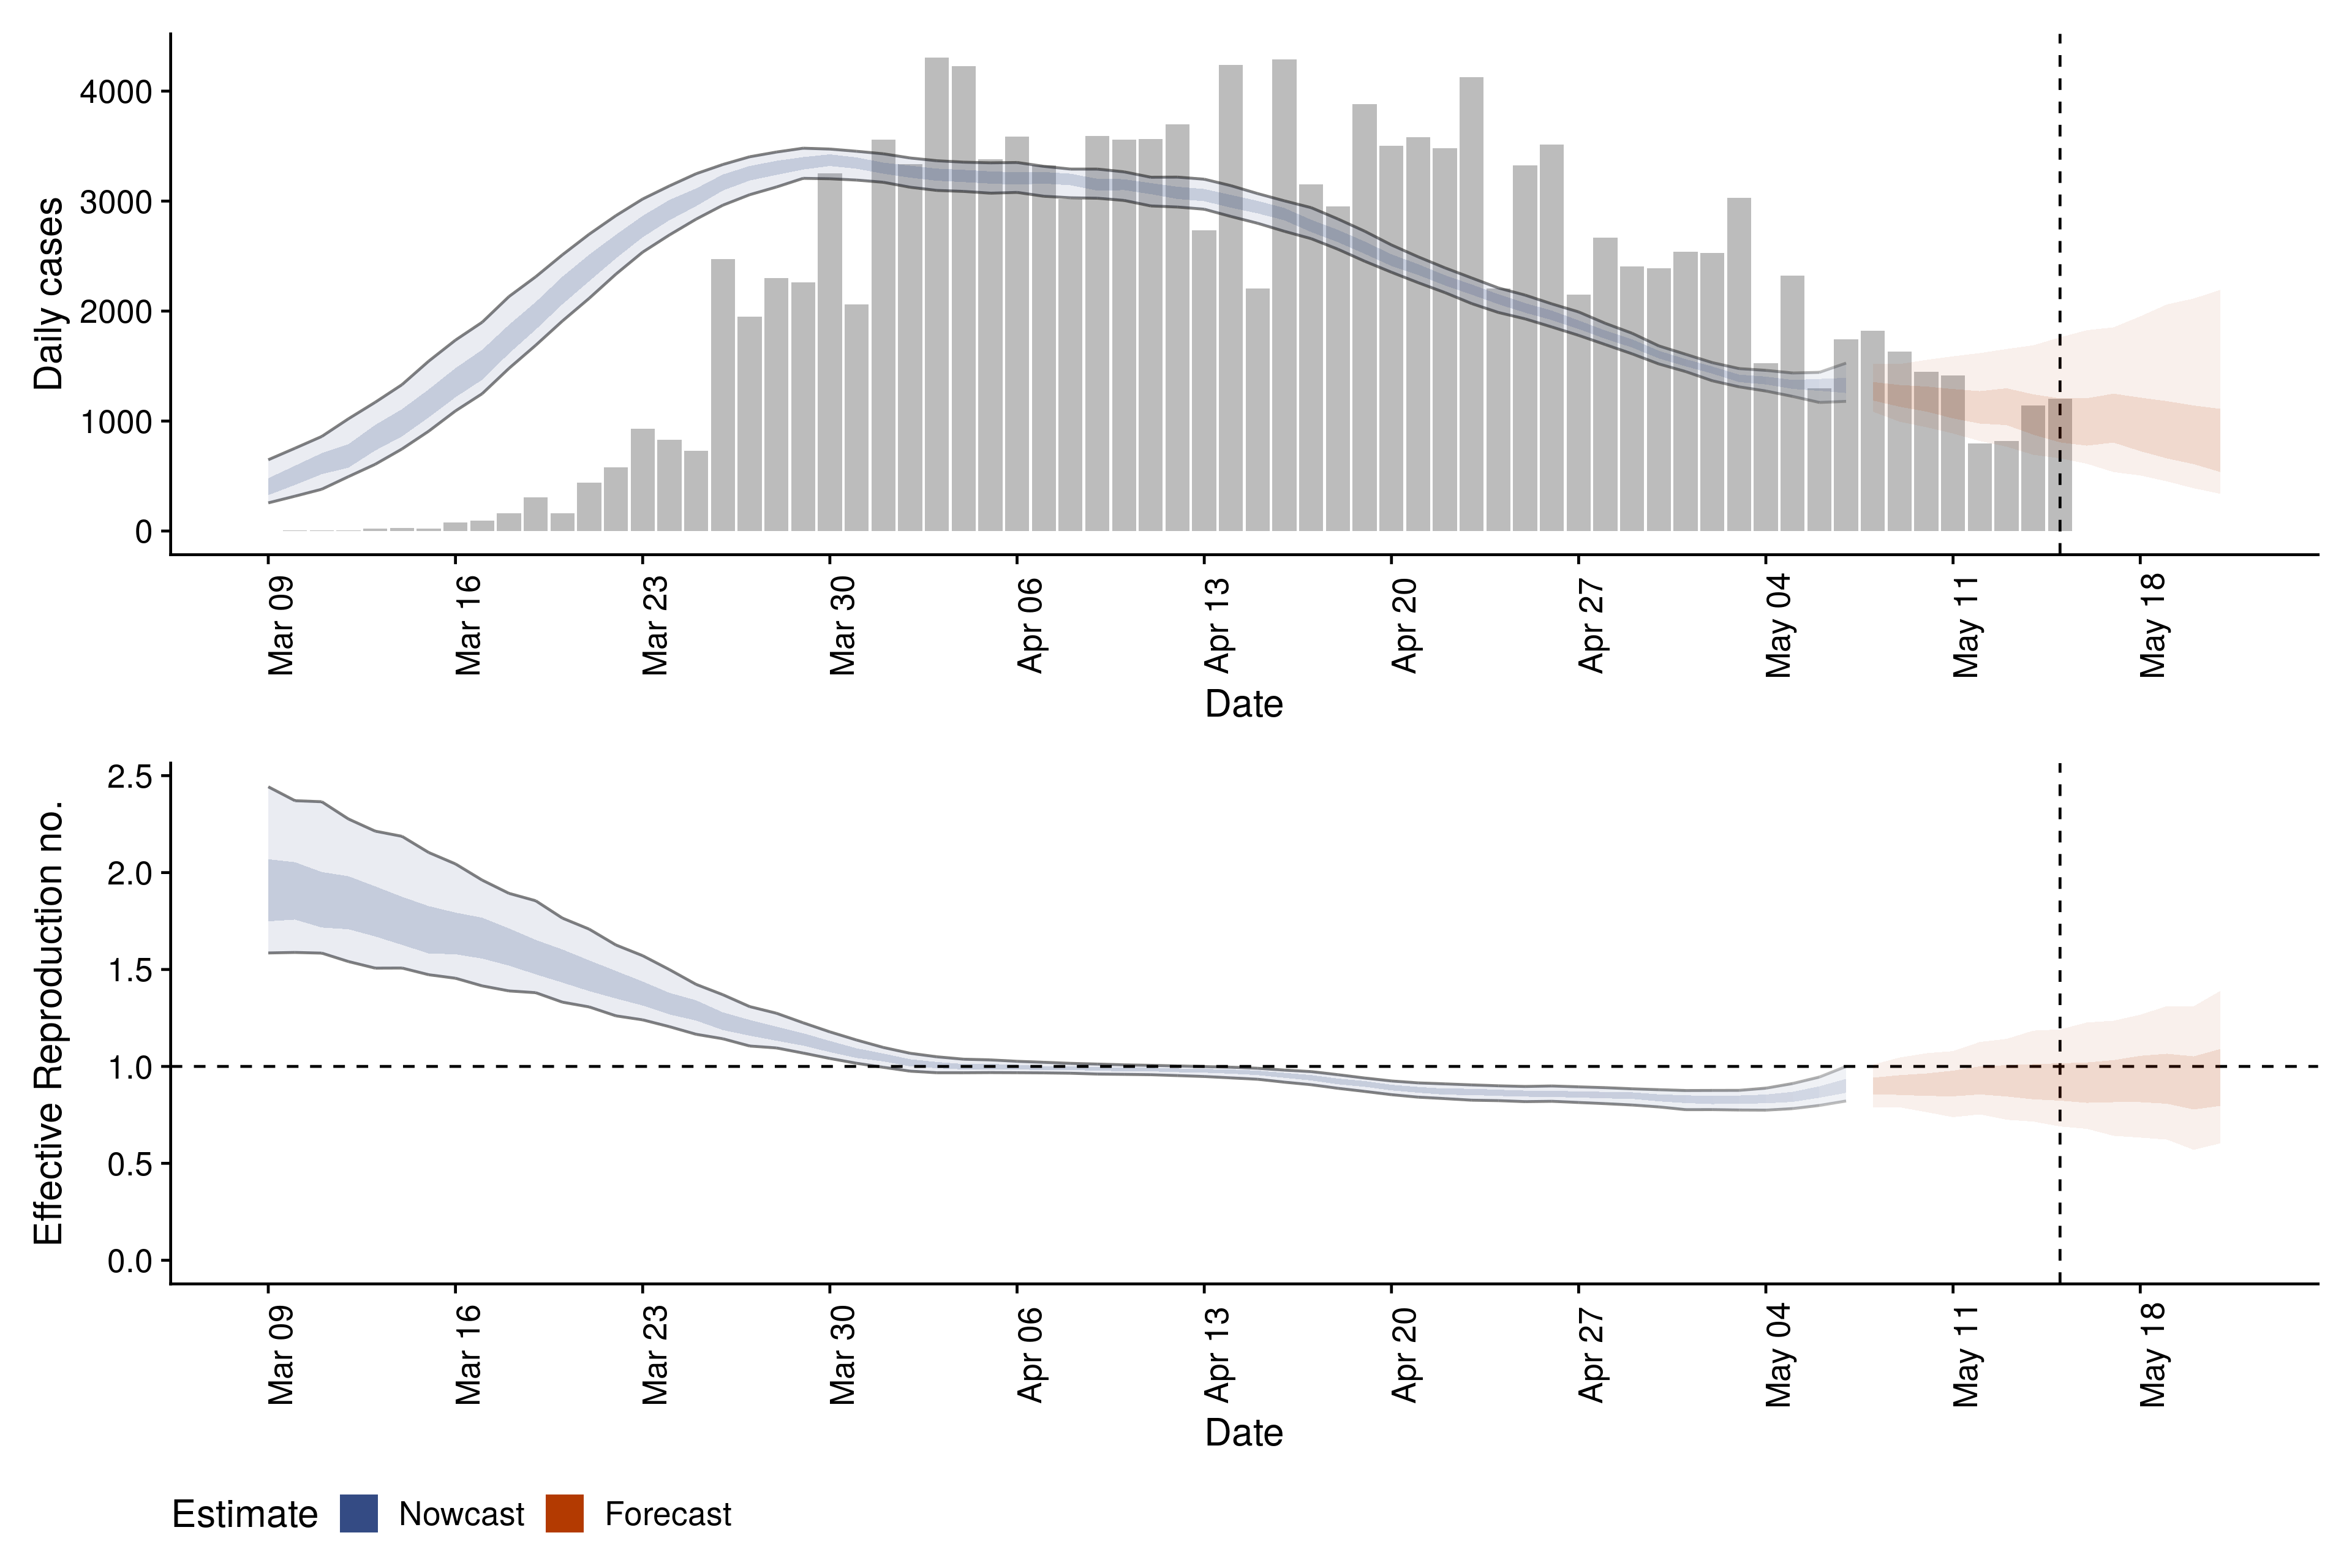 Daily cases
4000
3000
2000
1000
0
Mar 09
Mar 16
Mar 23
Mar 30
Apr 06
Apr 13
Apr 20
Apr 27
May 04
May 11
May 18
Date
Effective Reproduction no.
2.5
2.0
1.5
1.0
0.5
0.0
Mar 09
Mar 16
Mar 23
Mar 30
Apr 06
Apr 13
Apr 20
Apr 27
May 04
May 11
May 18
Date
Estimate Nowcast Forecast